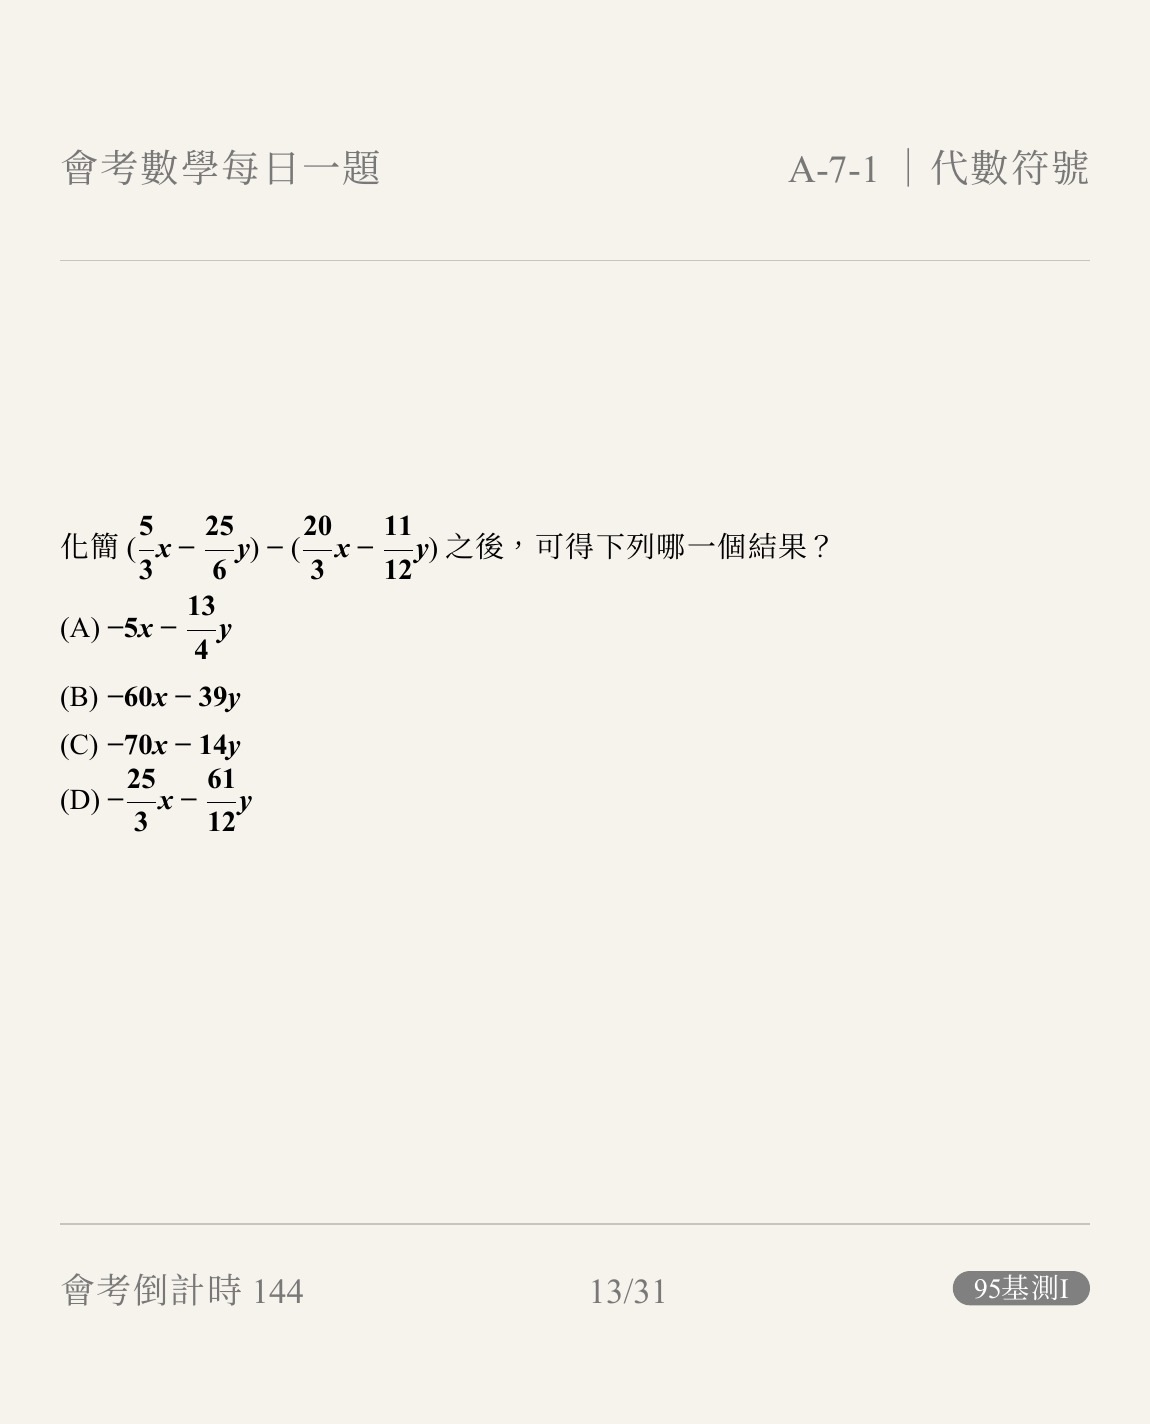 會考數學每日一題
A-7-1 │ 代數符號
化簡 (5/3x − 25/6y) − (20/3x − 11/12y) 之後，可得下列哪一個結果？
(A) −5x − 13/4y
(B) −60x − 39y
(C) −70x − 14y
(D) −25/3x − 61/12y
會考倒計時 144
13/31
95基測I